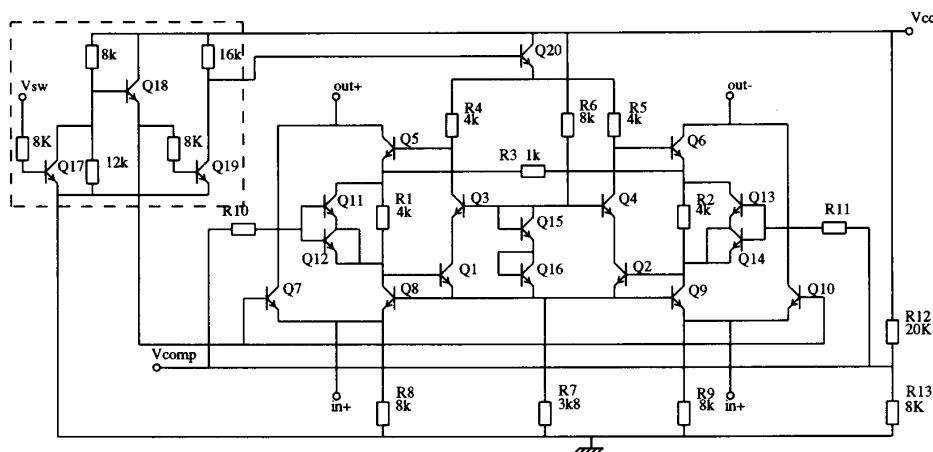 Vcc
8k
16k
Q20
Vsw
Q18
out+
out-
R4
4k
R6
8k
R5
4k
8K
8K
Q5
Q6
Q17
12k
Q19
R3 1k
Q11
R1
4k
Q3
Q4
R2
4k
Q13
R10
Q15
R11
Q12
Q14
Q1
Q16
Q2
Q7
Q8
Q9
Q10
R12
20K
Vcomp
in+
R8
8k
R7
3k8
R9
8k
in+
R13
8K